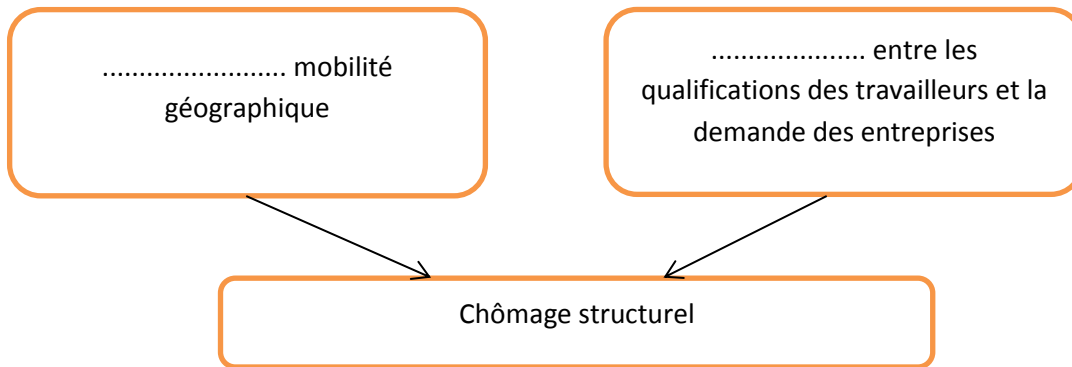 ......................... mobilité
géographique
..................... entre les
qualifications des travailleurs et la
demande des entreprises
Chômage structurel